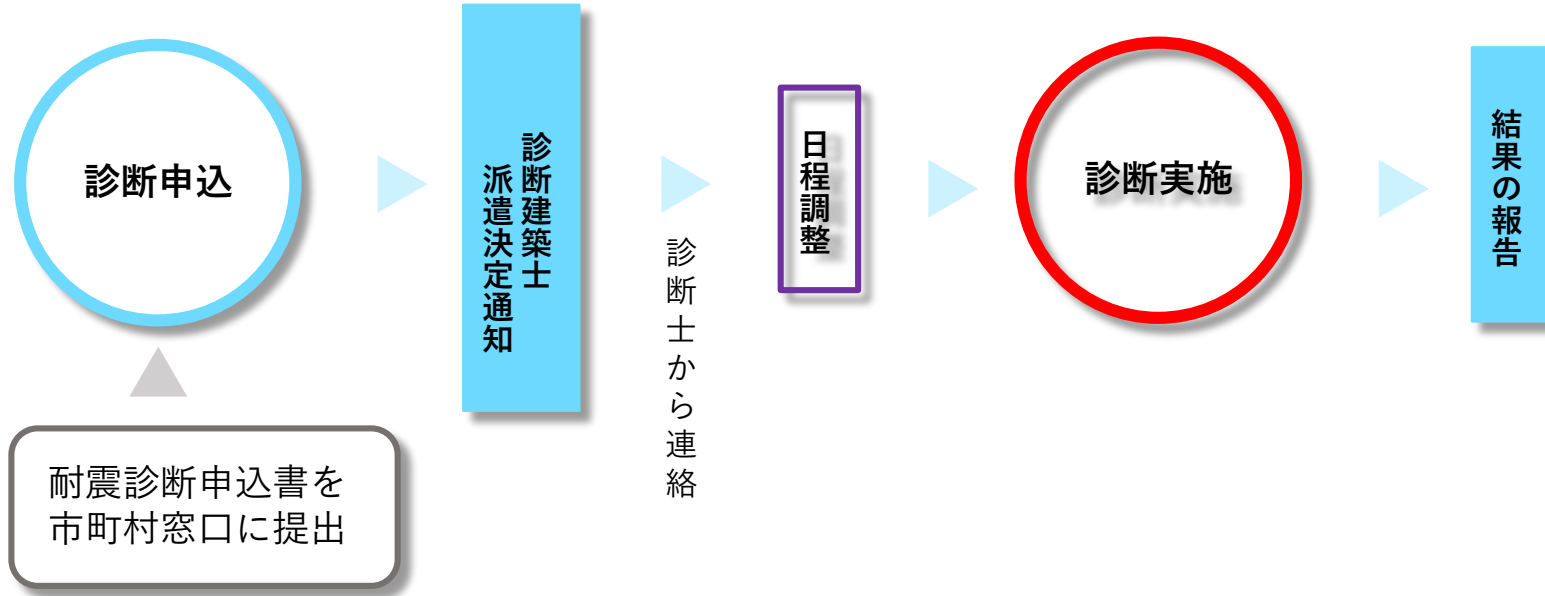 診断申込
耐震診断申込書を
市町村窓口に提出
診断建築士
派遣決定通知
診断士から連絡
日程調整
診断実施
結果の報告